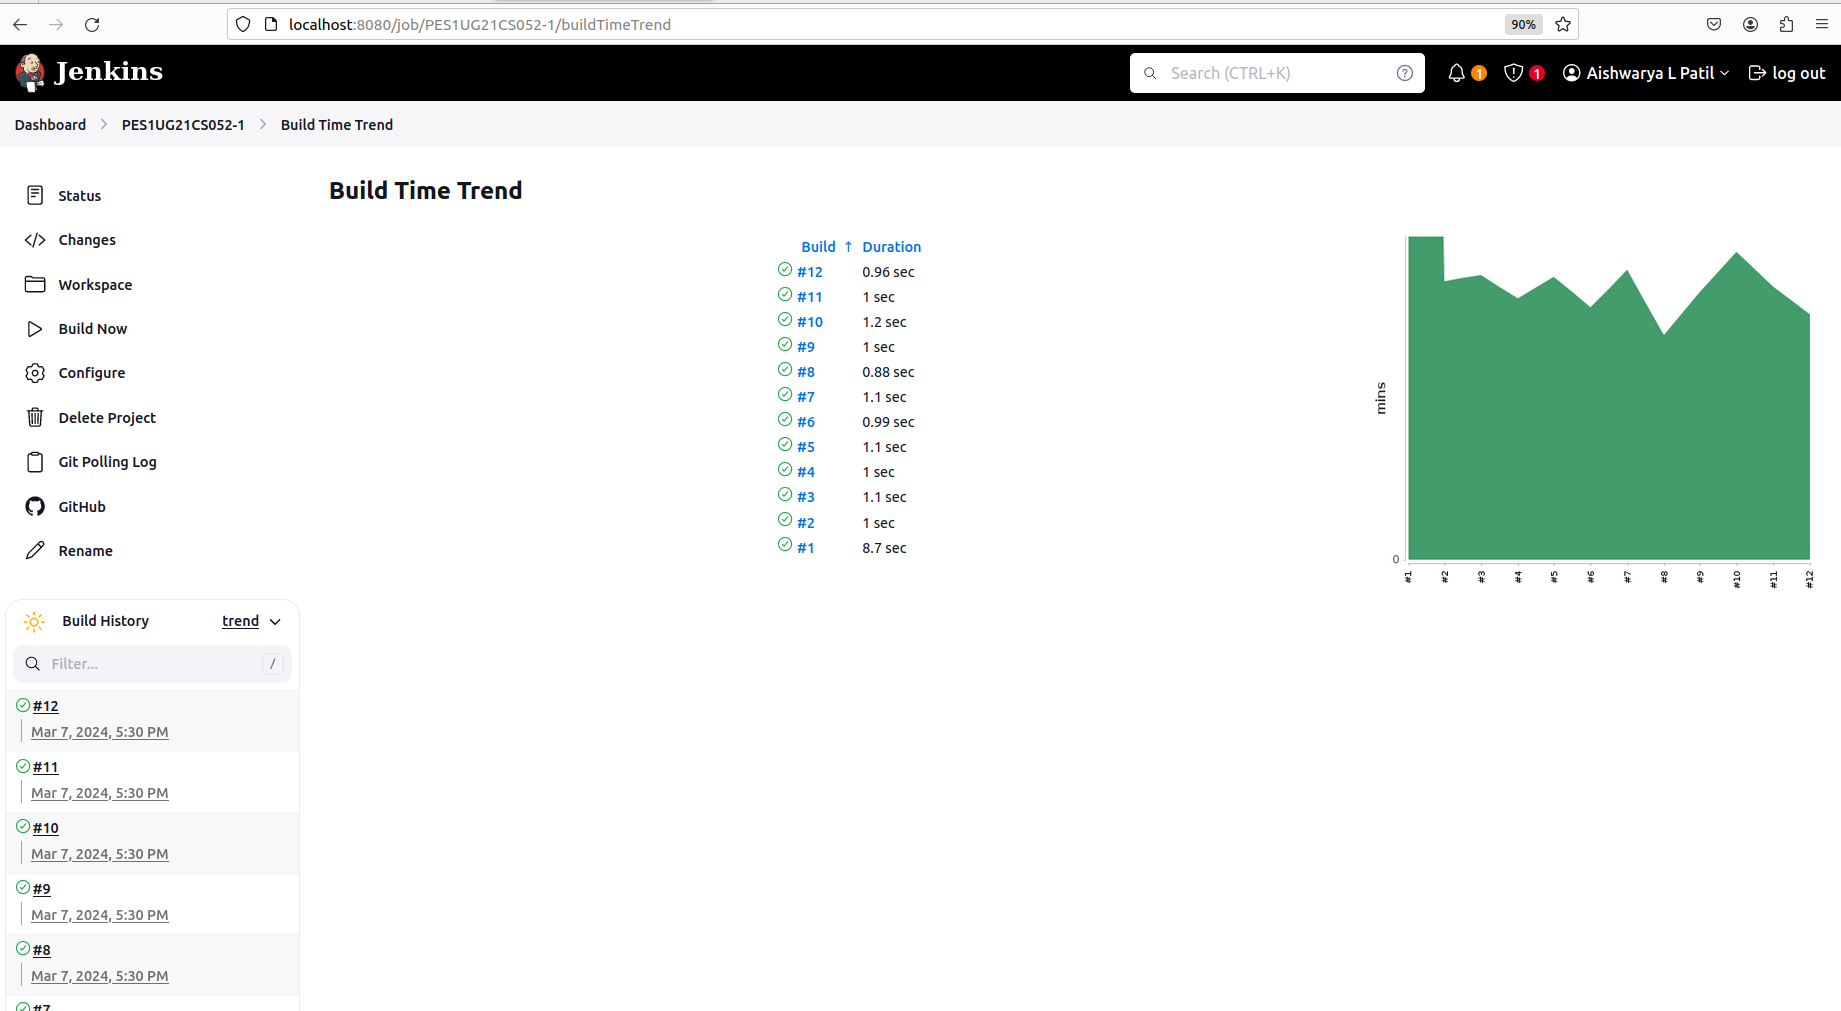 localhost:8080/job/PES1UG21CS052-1/buildTimeTrend
90%
Jenkins
Search (CTRL+K)
?
1
1
Aishwarya L Patil
log out
Dashboard
PES1UG21CS052-1
Build Time Trend
Status
Changes
Workspace
Build Now
Configure
Delete Project
Git Polling Log
GitHub
Rename
Build History
trend
Filter...
/
#12
Mar 7, 2024, 5:30 PM
#11
Mar 7, 2024, 5:30 PM
#10
Mar 7, 2024, 5:30 PM
#9
Mar 7, 2024, 5:30 PM
#8
Mar 7, 2024, 5:30 PM
#7
Build Time Trend
Build ↑ Duration
#12 0.96 sec
#11 1 sec
#10 1.2 sec
#9 1 sec
#8 0.88 sec
#7 1.1 sec
#6 0.99 sec
#5 1.1 sec
#4 1 sec
#3 1.1 sec
#2 1 sec
#1 8.7 sec
mins
0
#1 #2 #3 #4 #5 #6 #7 #8 #9 #10 #11 #12